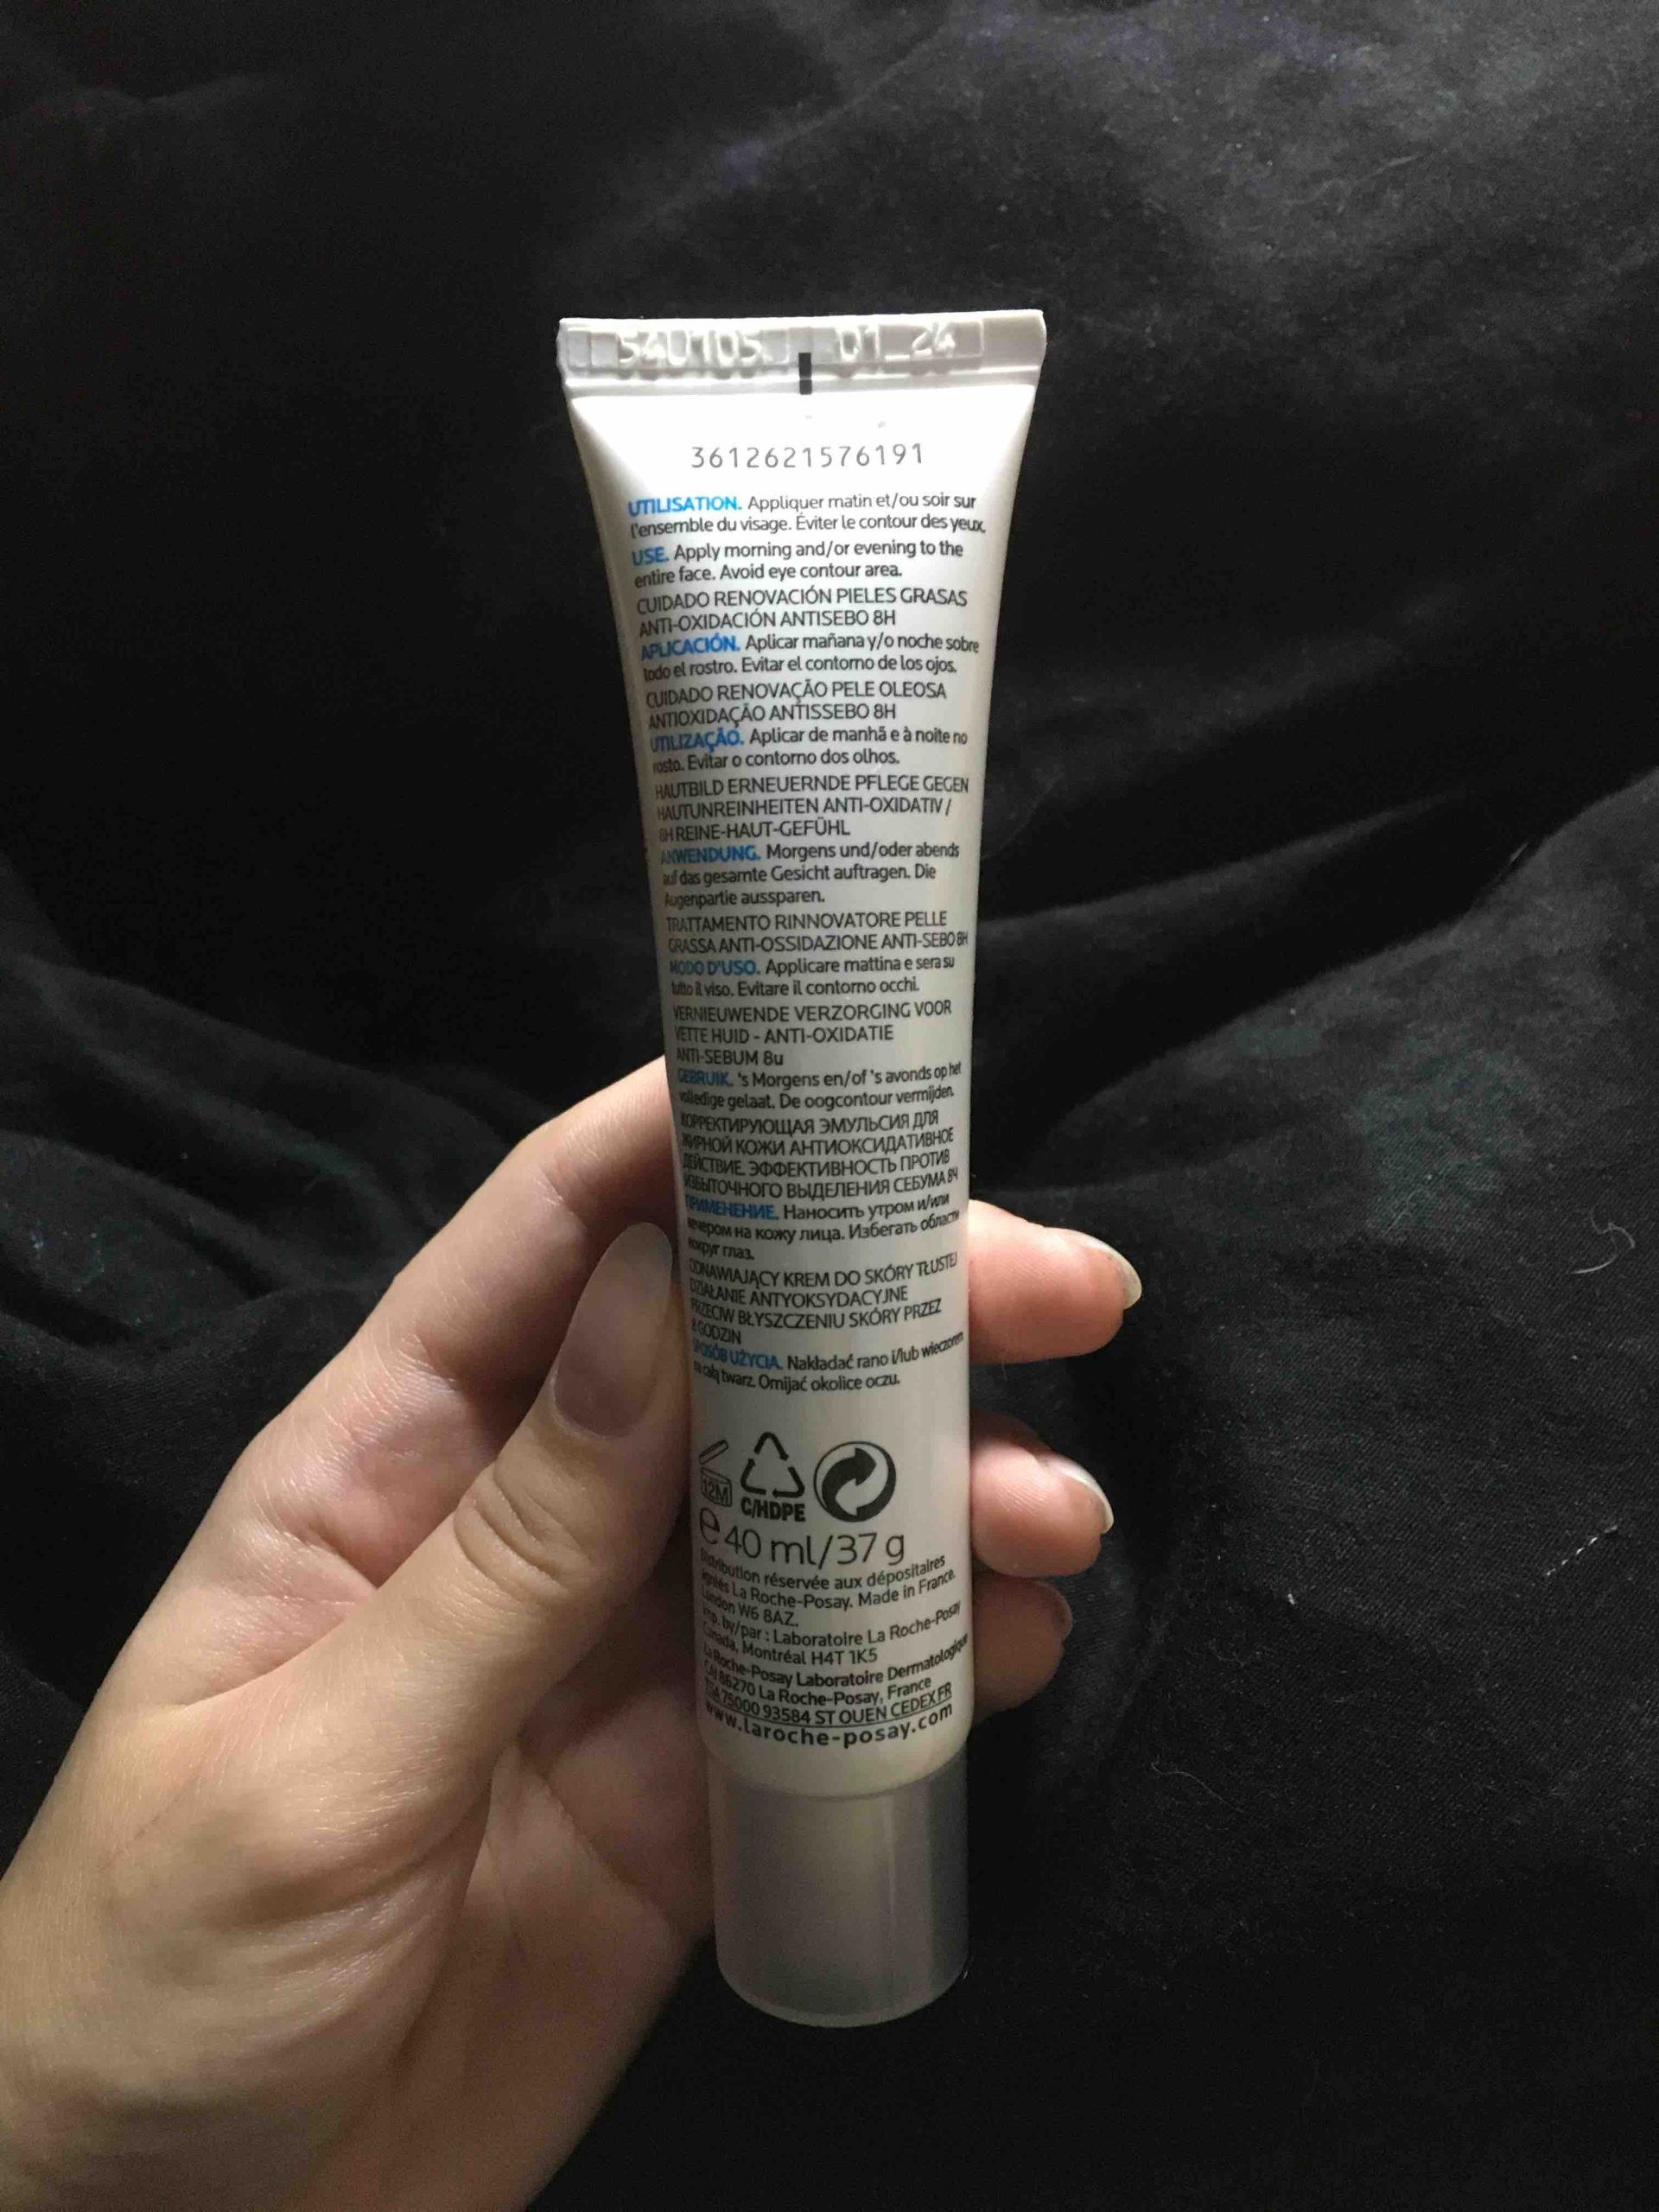 54U105 01_24
3612621576191
UTILISATION. Appliquer matin et/ou soir sur
l'ensemble du visage. Éviter le contour des yeux.
USE. Apply morning and/or evening to the
entire face. Avoid eye contour area.
CUIDADO RENOVACIÓN PIELES GRASAS
ANTI-OXIDACIÓN ANTISEBO 8H
APLICACIÓN. Aplicar mañana y/o noche sobre
todo el rostro. Evitar el contorno de los ojos.
CUIDADO RENOVAÇÃO PELE OLEOSA
ANTIOXIDAÇÃO ANTISSEBO 8H
UTILIZAÇÃO. Aplicar de manhã e à noite no
rosto. Evitar o contorno dos olhos.
HAUTBILD ERNEUERNDE PFLEGE GEGEN
HAUTUNREINHEITEN ANTI-OXIDATIV /
8H REINE-HAUT-GEFÜHL
ANWENDUNG. Morgens und/oder abends
auf das gesamte Gesicht auftragen. Die
Augenpartie aussparen.
TRATTAMENTO RINNOVATORE PELLE
GRASSA ANTI-OSSIDAZIONE ANTI-SEBO 8H
MODO D'USO. Applicare mattina e sera su
tutto il viso. Evitare il contorno occhi.
VERNIEUWENDE VERZORGING VOOR
VETTE HUID - ANTI-OXIDATIE
ANTI-SEBUM 8u
GEBRUIK. 's Morgens en/of 's avonds op het
volledige gelaat. De oogcontour vermijden.
КОРРЕКТИРУЮЩАЯ ЭМУЛЬСИЯ ДЛЯ
ЖИРНОЙ КОЖИ АНТИОКСИДАТИВНОЕ
ДЕЙСТВИЕ. ЭФФЕКТИВНОСТЬ ПРОТИВ
ИЗБЫТОЧНОГО ВЫДЕЛЕНИЯ СЕБУМА 8Ч
ПРИМЕНЕНИЕ. Наносить утром и/или
вечером на кожу лица. Избегать области
вокруг глаз.
ODNAWIAJĄCY KREM DO SKÓRY TŁUSTEJ
DZIAŁANIE ANTYOKSYDACYJNE
PRZECIW BŁYSZCZENIU SKÓRY PRZEZ
8 GODZIN
SPOSÓB UŻYCIA. Nakładać rano i/lub wieczorem
na całą twarz. Omijać okolice oczu.
12M
C/HDPE
e 40 ml/37 g
Distribution réservée aux dépositaires
agréés La Roche-Posay. Made in France.
London W6 8AZ.
Imp. by/par : Laboratoire La Roche-Posay
Canada, Montréal H4T 1K5
La Roche-Posay Laboratoire Dermatologique
CAI 86270 La Roche-Posay, France
TSA 75000 93584 ST OUEN CEDEX FR
www.laroche-posay.com